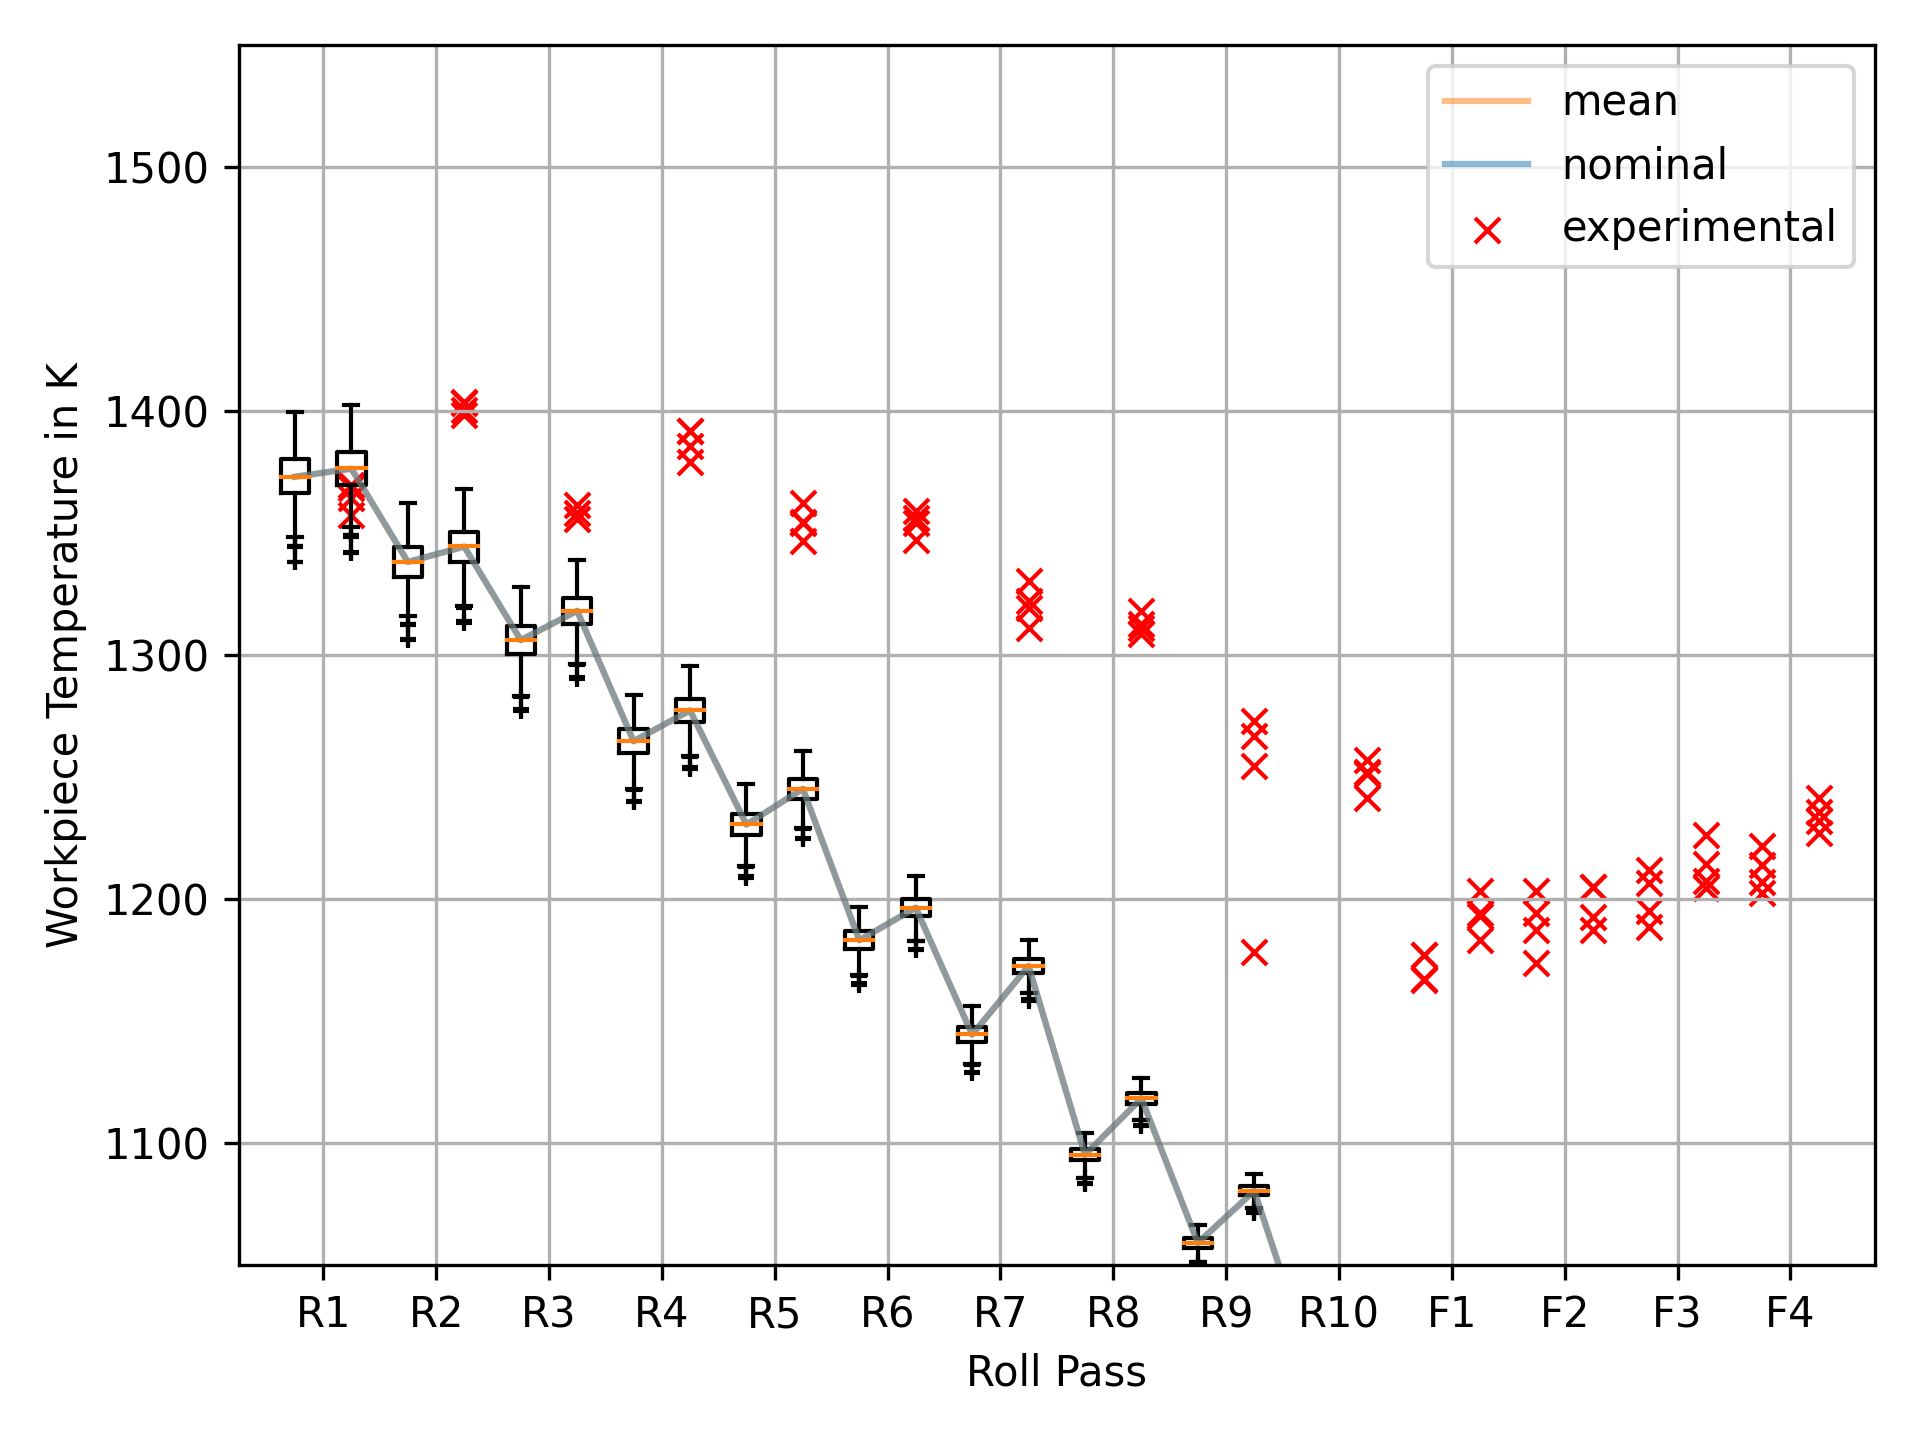 mean
nominal
experimental
1500
1400
1300
1200
1100
Workpiece Temperature in K
R1 R2 R3 R4 R5 R6 R7 R8 R9 R10 F1 F2 F3 F4
Roll Pass